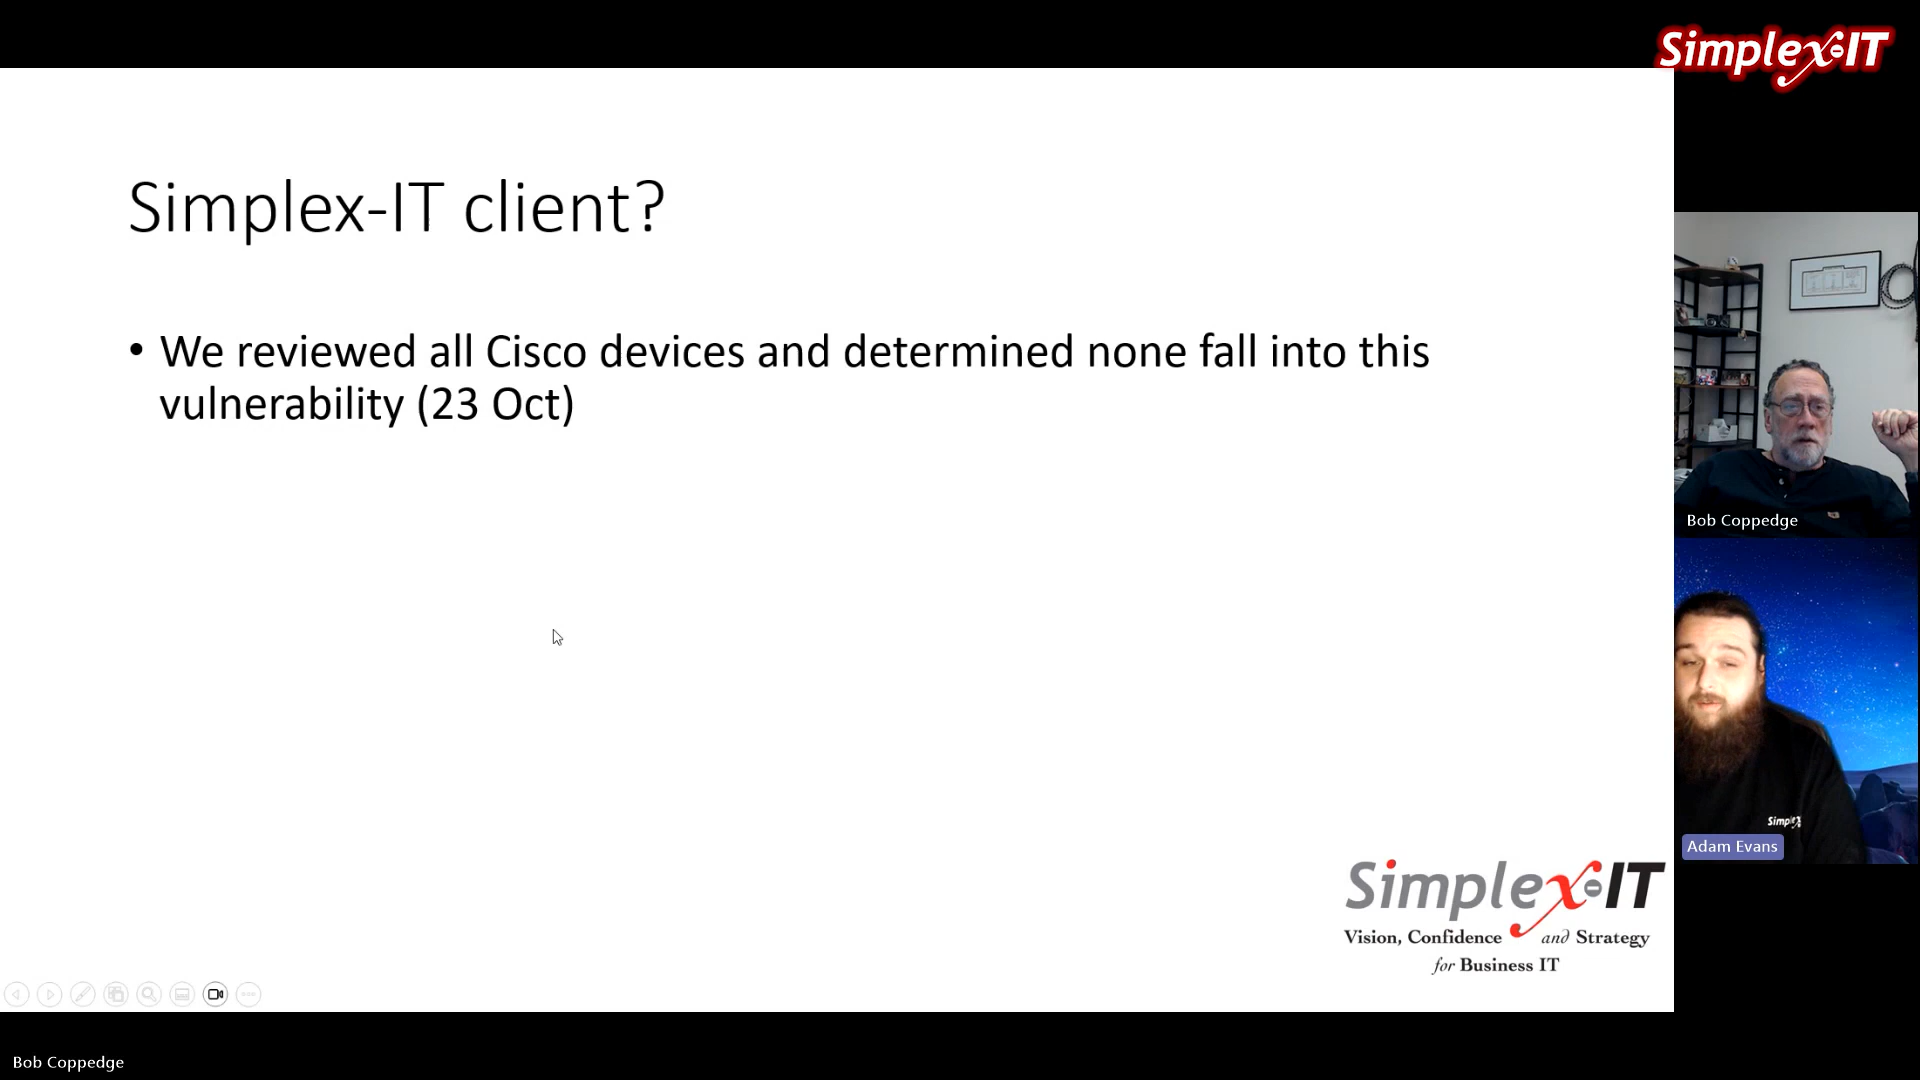 Simplex-IT
Simplex-IT client?
• We reviewed all Cisco devices and determined none fall into this
vulnerability (23 Oct)
Bob Coppedge
Adam Evans
Simplex-IT
Vision, Confidence and Strategy
for Business IT
Bob Coppedge